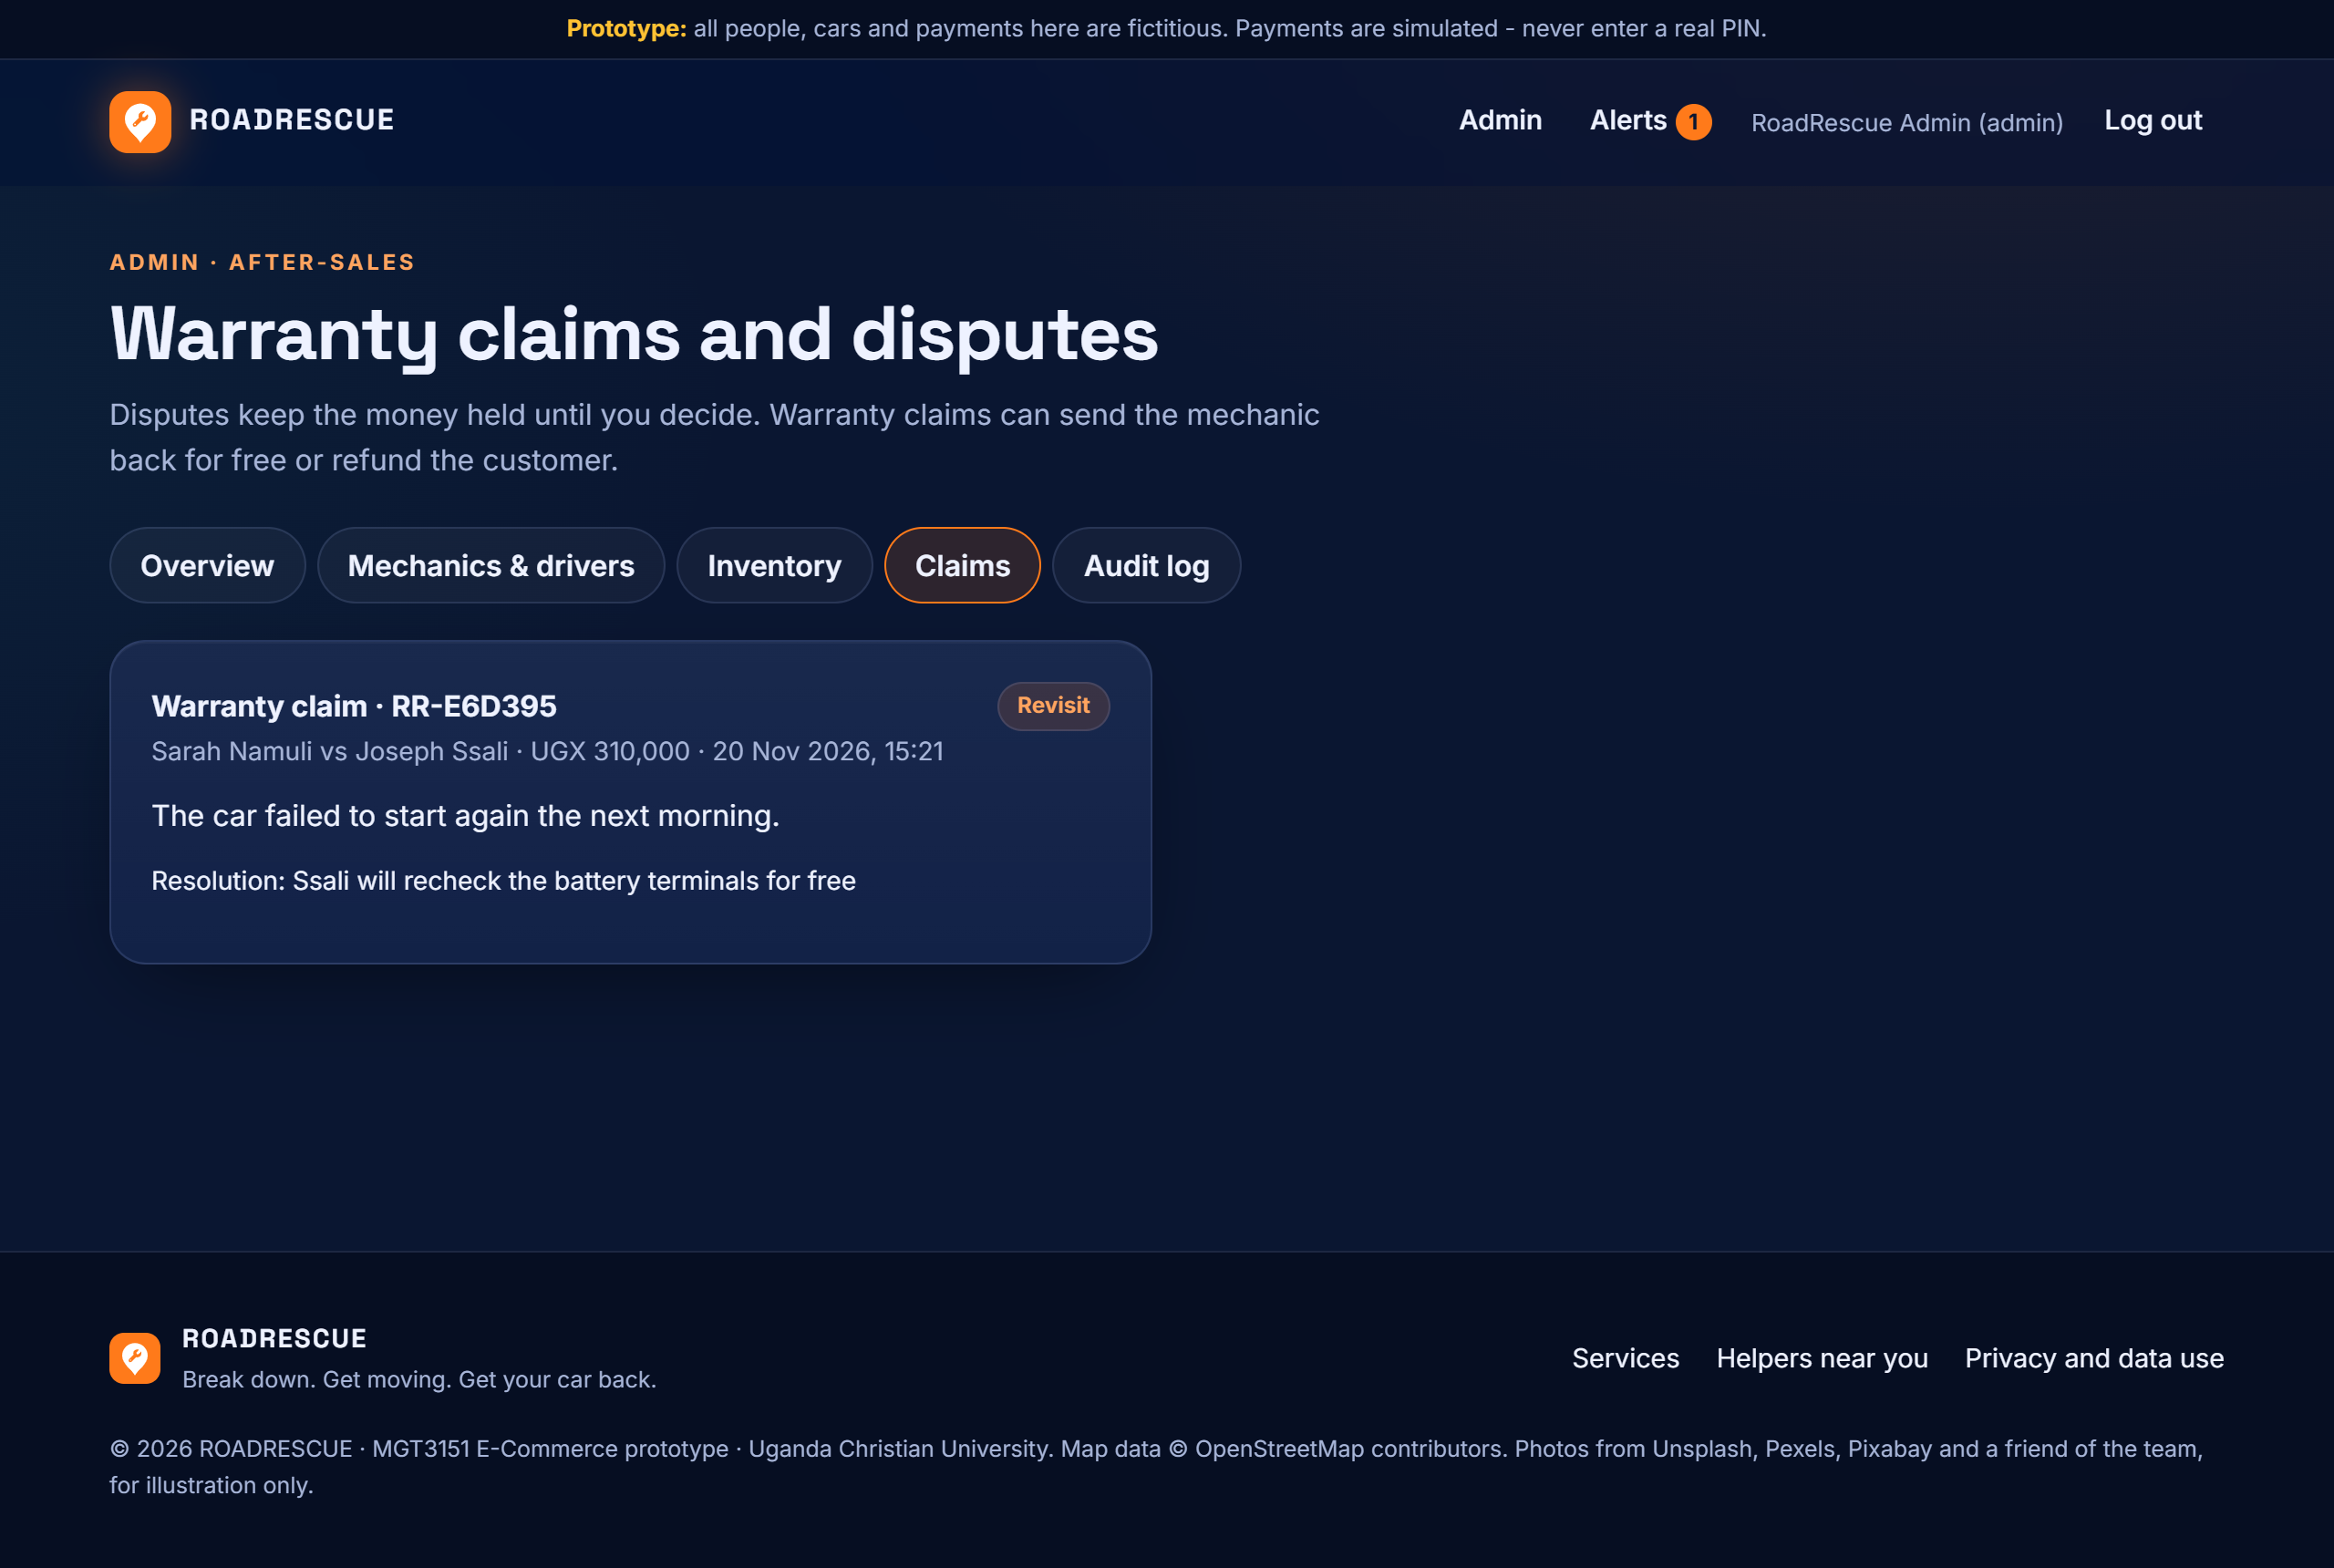 Prototype: all people, cars and payments here are fictitious. Payments are simulated - never enter a real PIN.
ROADRESCUE
Admin
Alerts 1
RoadRescue Admin (admin)
Log out
ADMIN · AFTER-SALES
Warranty claims and disputes
Disputes keep the money held until you decide. Warranty claims can send the mechanic
back for free or refund the customer.
Overview
Mechanics & drivers
Inventory
Claims
Audit log
Warranty claim · RR-E6D395
Revisit
Sarah Namuli vs Joseph Ssali · UGX 310,000 · 20 Nov 2026, 15:21
The car failed to start again the next morning.
Resolution: Ssali will recheck the battery terminals for free
ROADRESCUE
Break down. Get moving. Get your car back.
Services
Helpers near you
Privacy and data use
© 2026 ROADRESCUE · MGT3151 E-Commerce prototype · Uganda Christian University. Map data © OpenStreetMap contributors. Photos from Unsplash, Pexels, Pixabay and a friend of the team,
for illustration only.